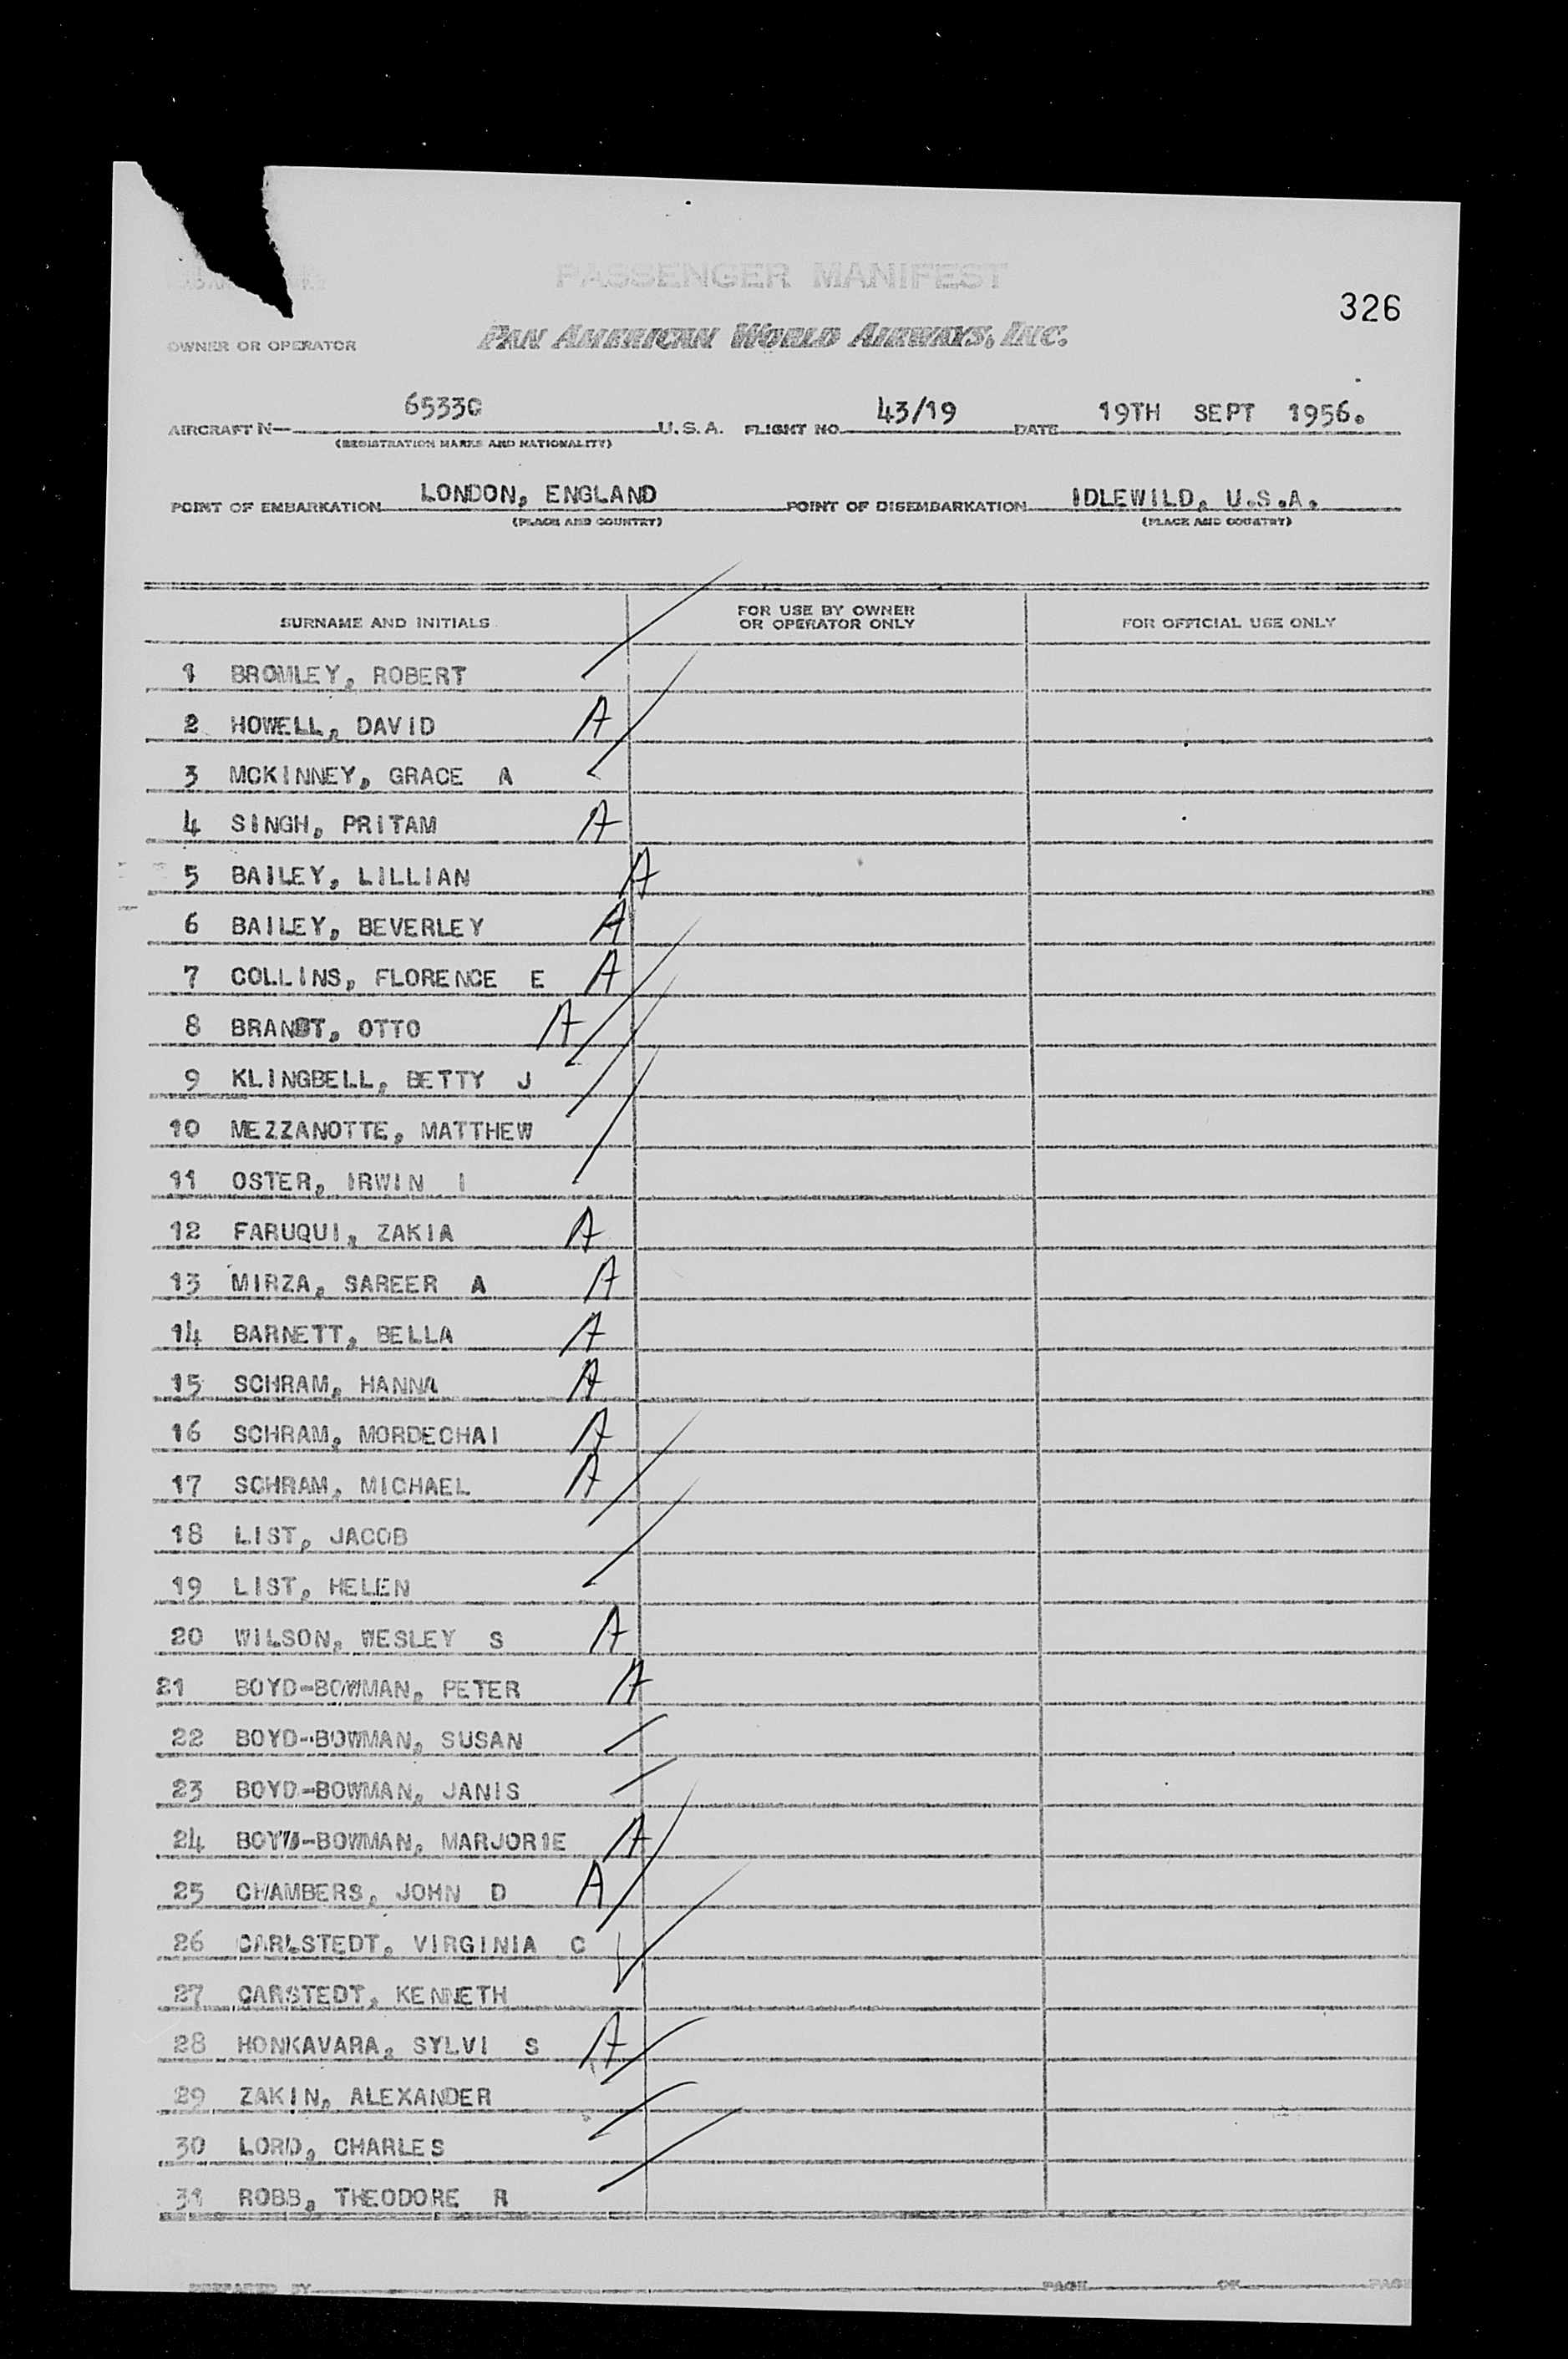 PASSENGER MANIFEST
326
PAN AMERICAN WORLD AIRWAYS, INC.
OWNER OR OPERATOR
AIRCRAFT N— 6533C U.S.A. FLIGHT NO. 43/19 DATE 19TH SEPT 1956.
(REGISTRATION MARKS AND NATIONALITY)
POINT OF EMBARKATION LONDON, ENGLAND POINT OF DISEMBARKATION IDLEWILD, U.S.A.
(PLACE AND COUNTRY) (PLACE AND COUNTRY)
SURNAME AND INITIALS FOR USE BY OWNER OR OPERATOR ONLY FOR OFFICIAL USE ONLY
1 BROMLEY, ROBERT
2 HOWELL, DAVID A
3 MCKINNEY, GRACE A
4 SINGH, PRITAM A
5 BAILEY, LILLIAN A
6 BAILEY, BEVERLEY A
7 COLLINS, FLORENCE E A
8 BRANDT, OTTO A
9 KLINGBELL, BETTY J
10 MEZZANOTTE, MATTHEW
11 OSTER, IRWIN I
12 FARUQUI, ZAKIA A
13 MIRZA, SAREER A A
14 BARNETT, BELLA A
15 SCHRAM, HANNA A
16 SCHRAM, MORDECHAI A
17 SCHRAM, MICHAEL A
18 LIST, JACOB
19 LIST, HELEN
20 WILSON, WESLEY S A
21 BOYD-BOWMAN, PETER A
22 BOYD-BOWMAN, SUSAN
23 BOYD-BOWMAN, JANIS
24 BOYD-BOWMAN, MARJORIE A
25 CHAMBERS, JOHN D A
26 CARLSTEDT, VIRGINIA C
27 CARSTEDT, KENNETH
28 HONKAVARA, SYLVI S A
29 ZAKIN, ALEXANDER
30 LORD, CHARLES
31 ROBB, THEODORE R
PREPARED BY PAGE OF PAGE